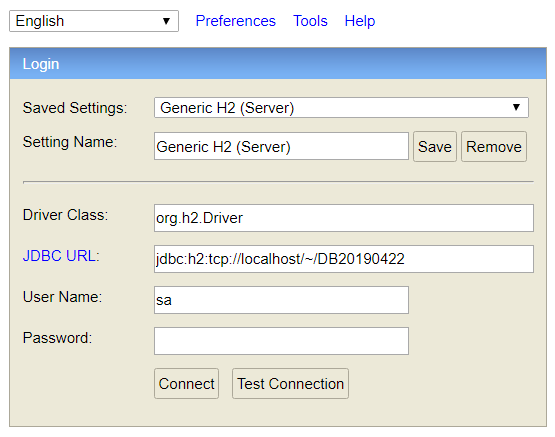 English Preferences Tools Help
Login
Saved Settings: Generic H2 (Server)
Setting Name: Generic H2 (Server) Save Remove
Driver Class: org.h2.Driver
JDBC URL: jdbc:h2:tcp://localhost/~/DB20190422
User Name: sa
Password:
Connect Test Connection